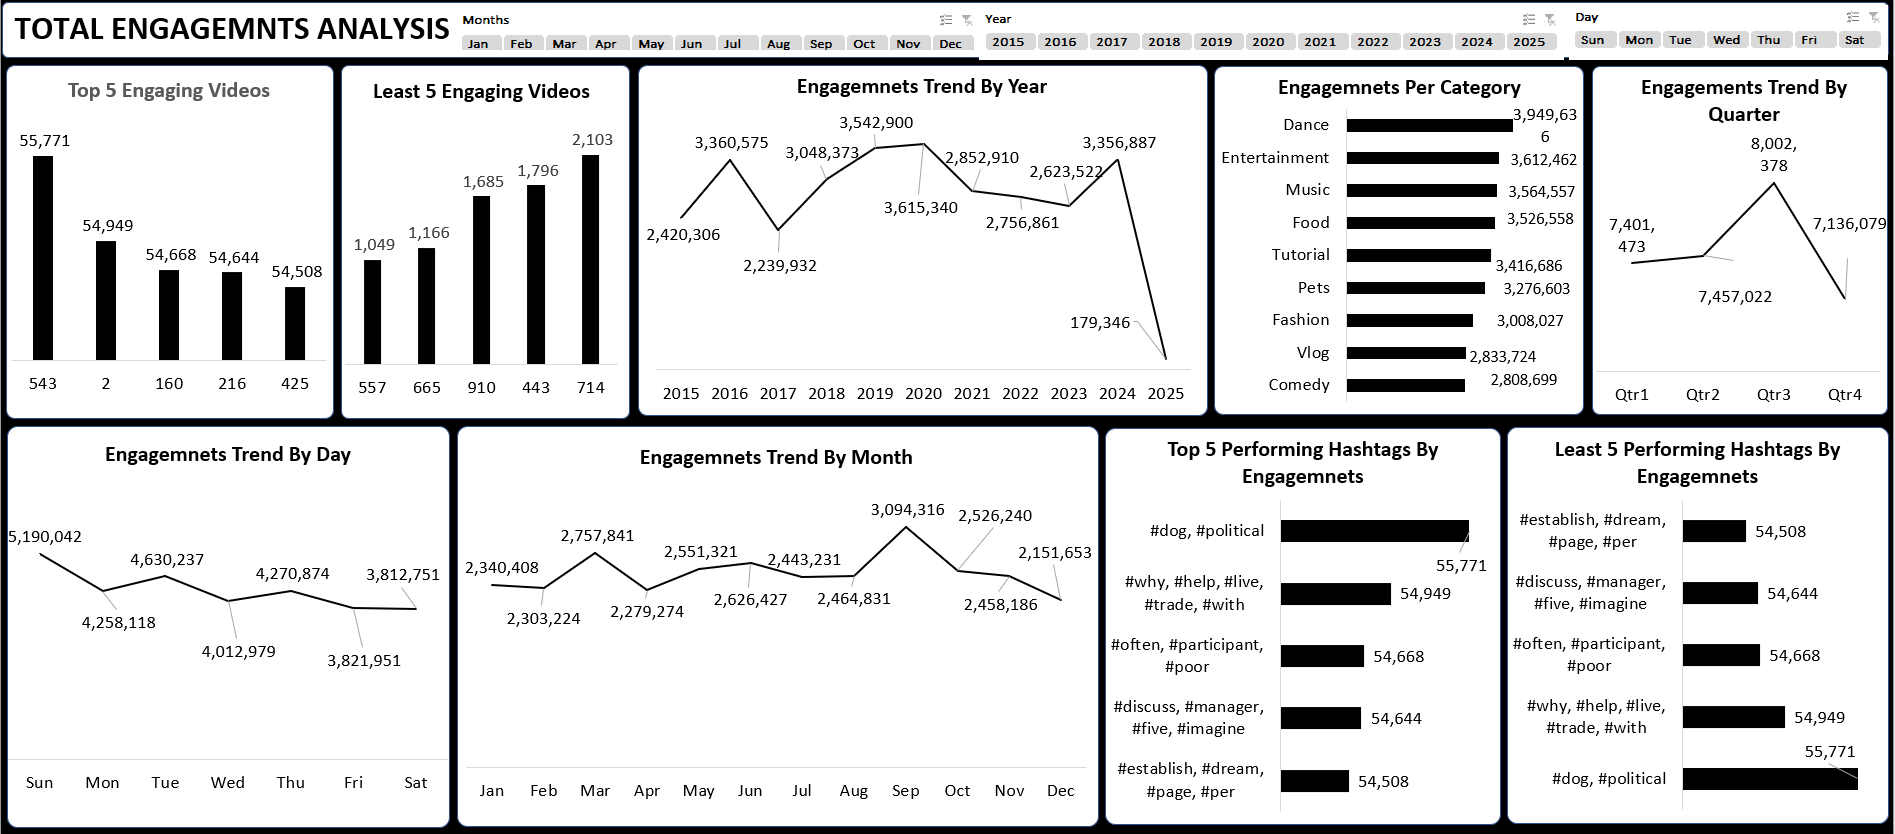 TOTAL ENGAGEMNTS ANALYSIS
Months
Jan Feb Mar Apr May Jun Jul Aug Sep Oct Nov Dec
Year
2015 2016 2017 2018 2019 2020 2021 2022 2023 2024 2025
Day
Sun Mon Tue Wed Thu Fri Sat
Top 5 Engaging Videos
55,771
54,949
54,668
54,644
54,508
543 2 160 216 425
Least 5 Engaging Videos
1,049
1,166
1,685
1,796
2,103
557 665 910 443 714
Engagemnets Trend By Year
2,420,306
3,360,575
2,239,932
3,048,373
3,542,900
3,615,340
2,852,910
2,756,861
2,623,522
3,356,887
179,346
2015 2016 2017 2018 2019 2020 2021 2022 2023 2024 2025
Engagemnets Per Category
Dance 3,949,63
6
Entertainment 3,612,462
Music 3,564,557
Food 3,526,558
Tutorial 3,416,686
Pets 3,276,603
Fashion 3,008,027
Vlog 2,833,724
Comedy 2,808,699
Engagements Trend By
Quarter
7,401,
473
7,457,022
8,002,
378
7,136,079
Qtr1 Qtr2 Qtr3 Qtr4
Engagemnets Trend By Day
5,190,042
4,258,118
4,630,237
4,012,979
4,270,874
3,821,951
3,812,751
Sun Mon Tue Wed Thu Fri Sat
Engagemnets Trend By Month
2,340,408
2,303,224
2,757,841
2,279,274
2,551,321
2,626,427
2,443,231
2,464,831
3,094,316
2,526,240
2,458,186
2,151,653
Jan Feb Mar Apr May Jun Jul Aug Sep Oct Nov Dec
Top 5 Performing Hashtags By
Engagemnets
#dog, #political
55,771
#why, #help, #live,
#trade, #with
54,949
#often, #participant,
#poor
54,668
#discuss, #manager,
#five, #imagine
54,644
#establish, #dream,
#page, #per
54,508
Least 5 Performing Hashtags By
Engagemnets
#establish, #dream,
#page, #per
54,508
#discuss, #manager,
#five, #imagine
54,644
#often, #participant,
#poor
54,668
#why, #help, #live,
#trade, #with
54,949
55,771
#dog, #political